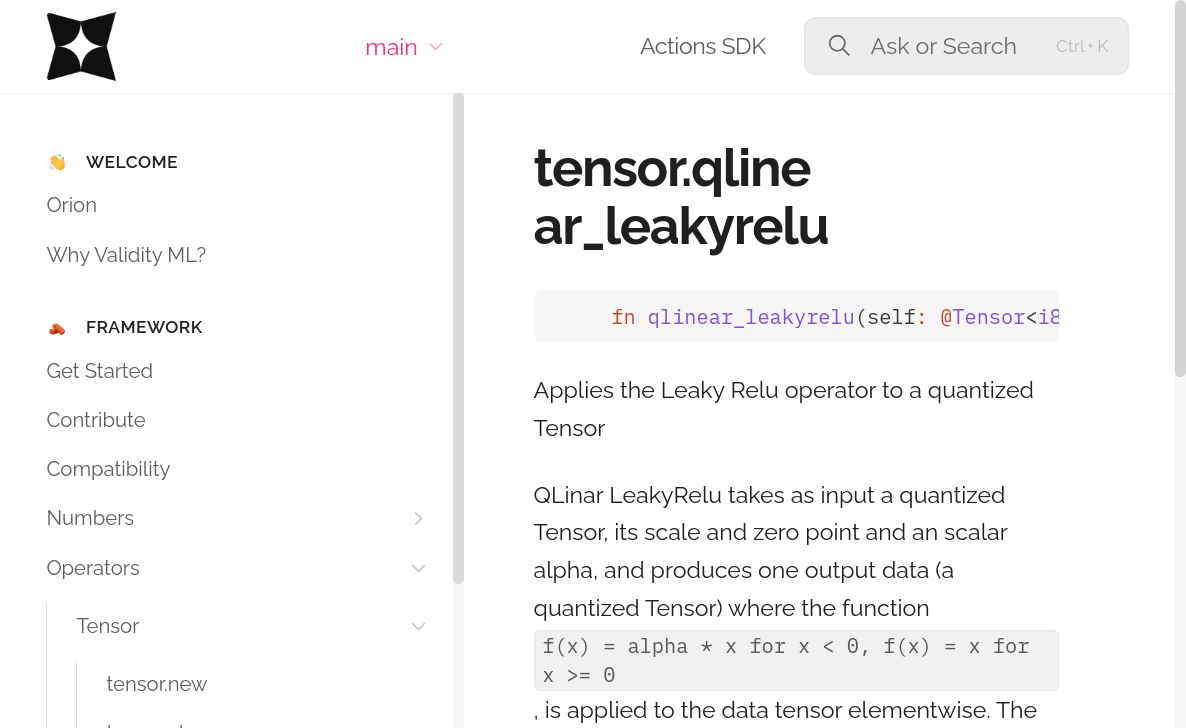 main
Actions SDK
Ask or Search
Ctrl+K
WELCOME
Orion
Why Validity ML?
FRAMEWORK
Get Started
Contribute
Compatibility
Numbers
Operators
Tensor
tensor.new
tensor.qline
ar_leakyrelu
fn qlinear_leakyrelu(self: @Tensor<i8
Applies the Leaky Relu operator to a quantized
Tensor
QLinar LeakyRelu takes as input a quantized
Tensor, its scale and zero point and an scalar
alpha, and produces one output data (a
quantized Tensor) where the function
f(x) = alpha * x for x < 0, f(x) = x for
x >= 0
, is applied to the data tensor elementwise. The